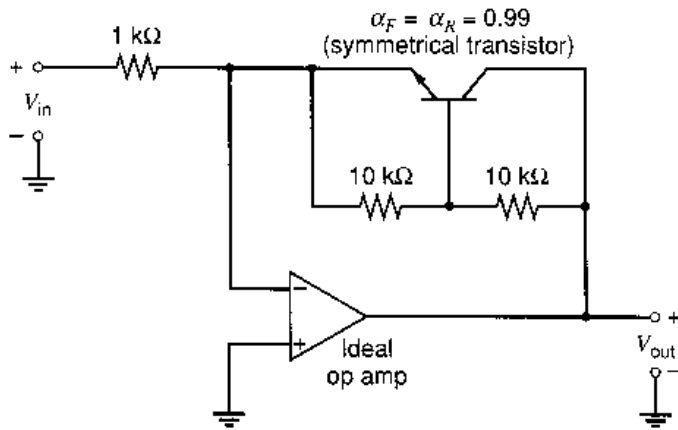 α_F = α_R = 0.99
(symmetrical transistor)
1 kΩ
+
V_in
−
10 kΩ
10 kΩ
−
+
Ideal
op amp
+
V_out
−